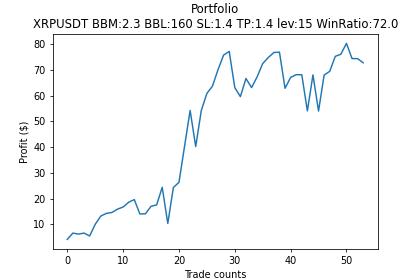 Portfolio
XRPUSDT BBM:2.3 BBL:160 SL:1.4 TP:1.4 lev:15 WinRatio:72.0
80
70
60
50
40
30
20
10
Profit ($)
0 10 20 30 40 50
Trade counts